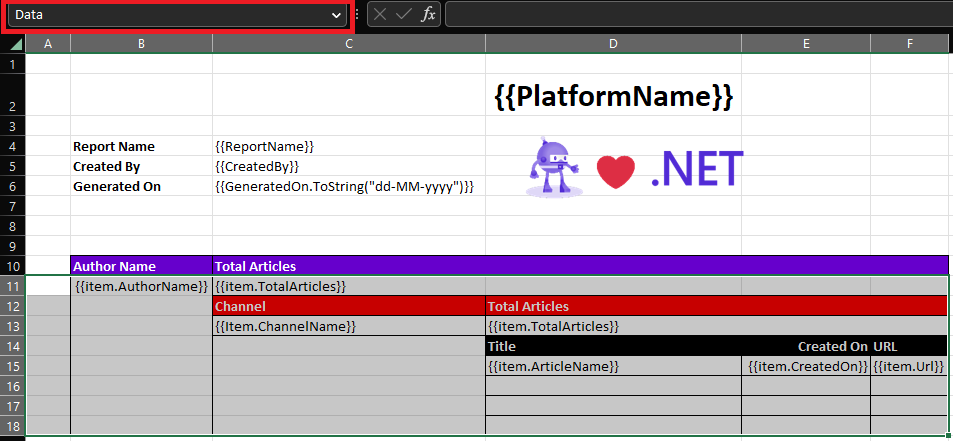 Data
fx
A B C D E F
1
2 {{PlatformName}}
3
4 Report Name {{ReportName}}
5 Created By {{CreatedBy}}
6 Generated On {{GeneratedOn.ToString("dd-MM-yyyy")}}
.NET
7
8
9
10 Author Name Total Articles
11 {{item.AuthorName}} {{item.TotalArticles}}
12 Channel Total Articles
13 {{Item.ChannelName}} {{item.TotalArticles}}
14 Title Created On URL
15 {{item.ArticleName}} {{item.CreatedOn}} {{item.Url}}
16
17
18